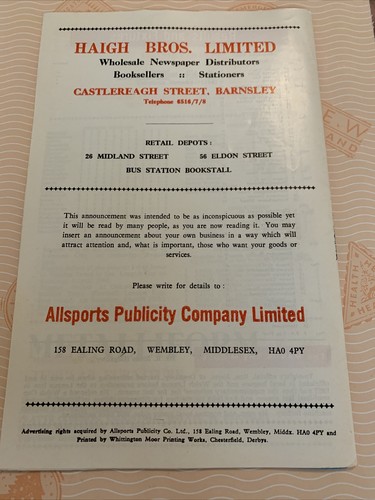 HAIGH BROS. LIMITED
Wholesale Newspaper Distributors
Booksellers :: Stationers
CASTLEREAGH STREET, BARNSLEY
Telephone 6516/7/8
RETAIL DEPOTS :
26 MIDLAND STREET 56 ELDON STREET
BUS STATION BOOKSTALL
This announcement was intended to be as inconspicuous as possible yet
it will be read by many people, as you are now reading it. You may
insert an announcement about your own business in a way which will
attract attention and, what is important, those who want your goods or
services.
Please write for details to :
Allsports Publicity Company Limited
158 EALING ROAD, WEMBLEY, MIDDLESEX, HA0 4PY
Advertising rights acquired by Allsports Publicity Co. Ltd., 158 Ealing Road, Wembley, Middx. HA0 4PY and
Printed by Whittington Moor Printing Works, Chesterfield, Derbys.
HEALTH